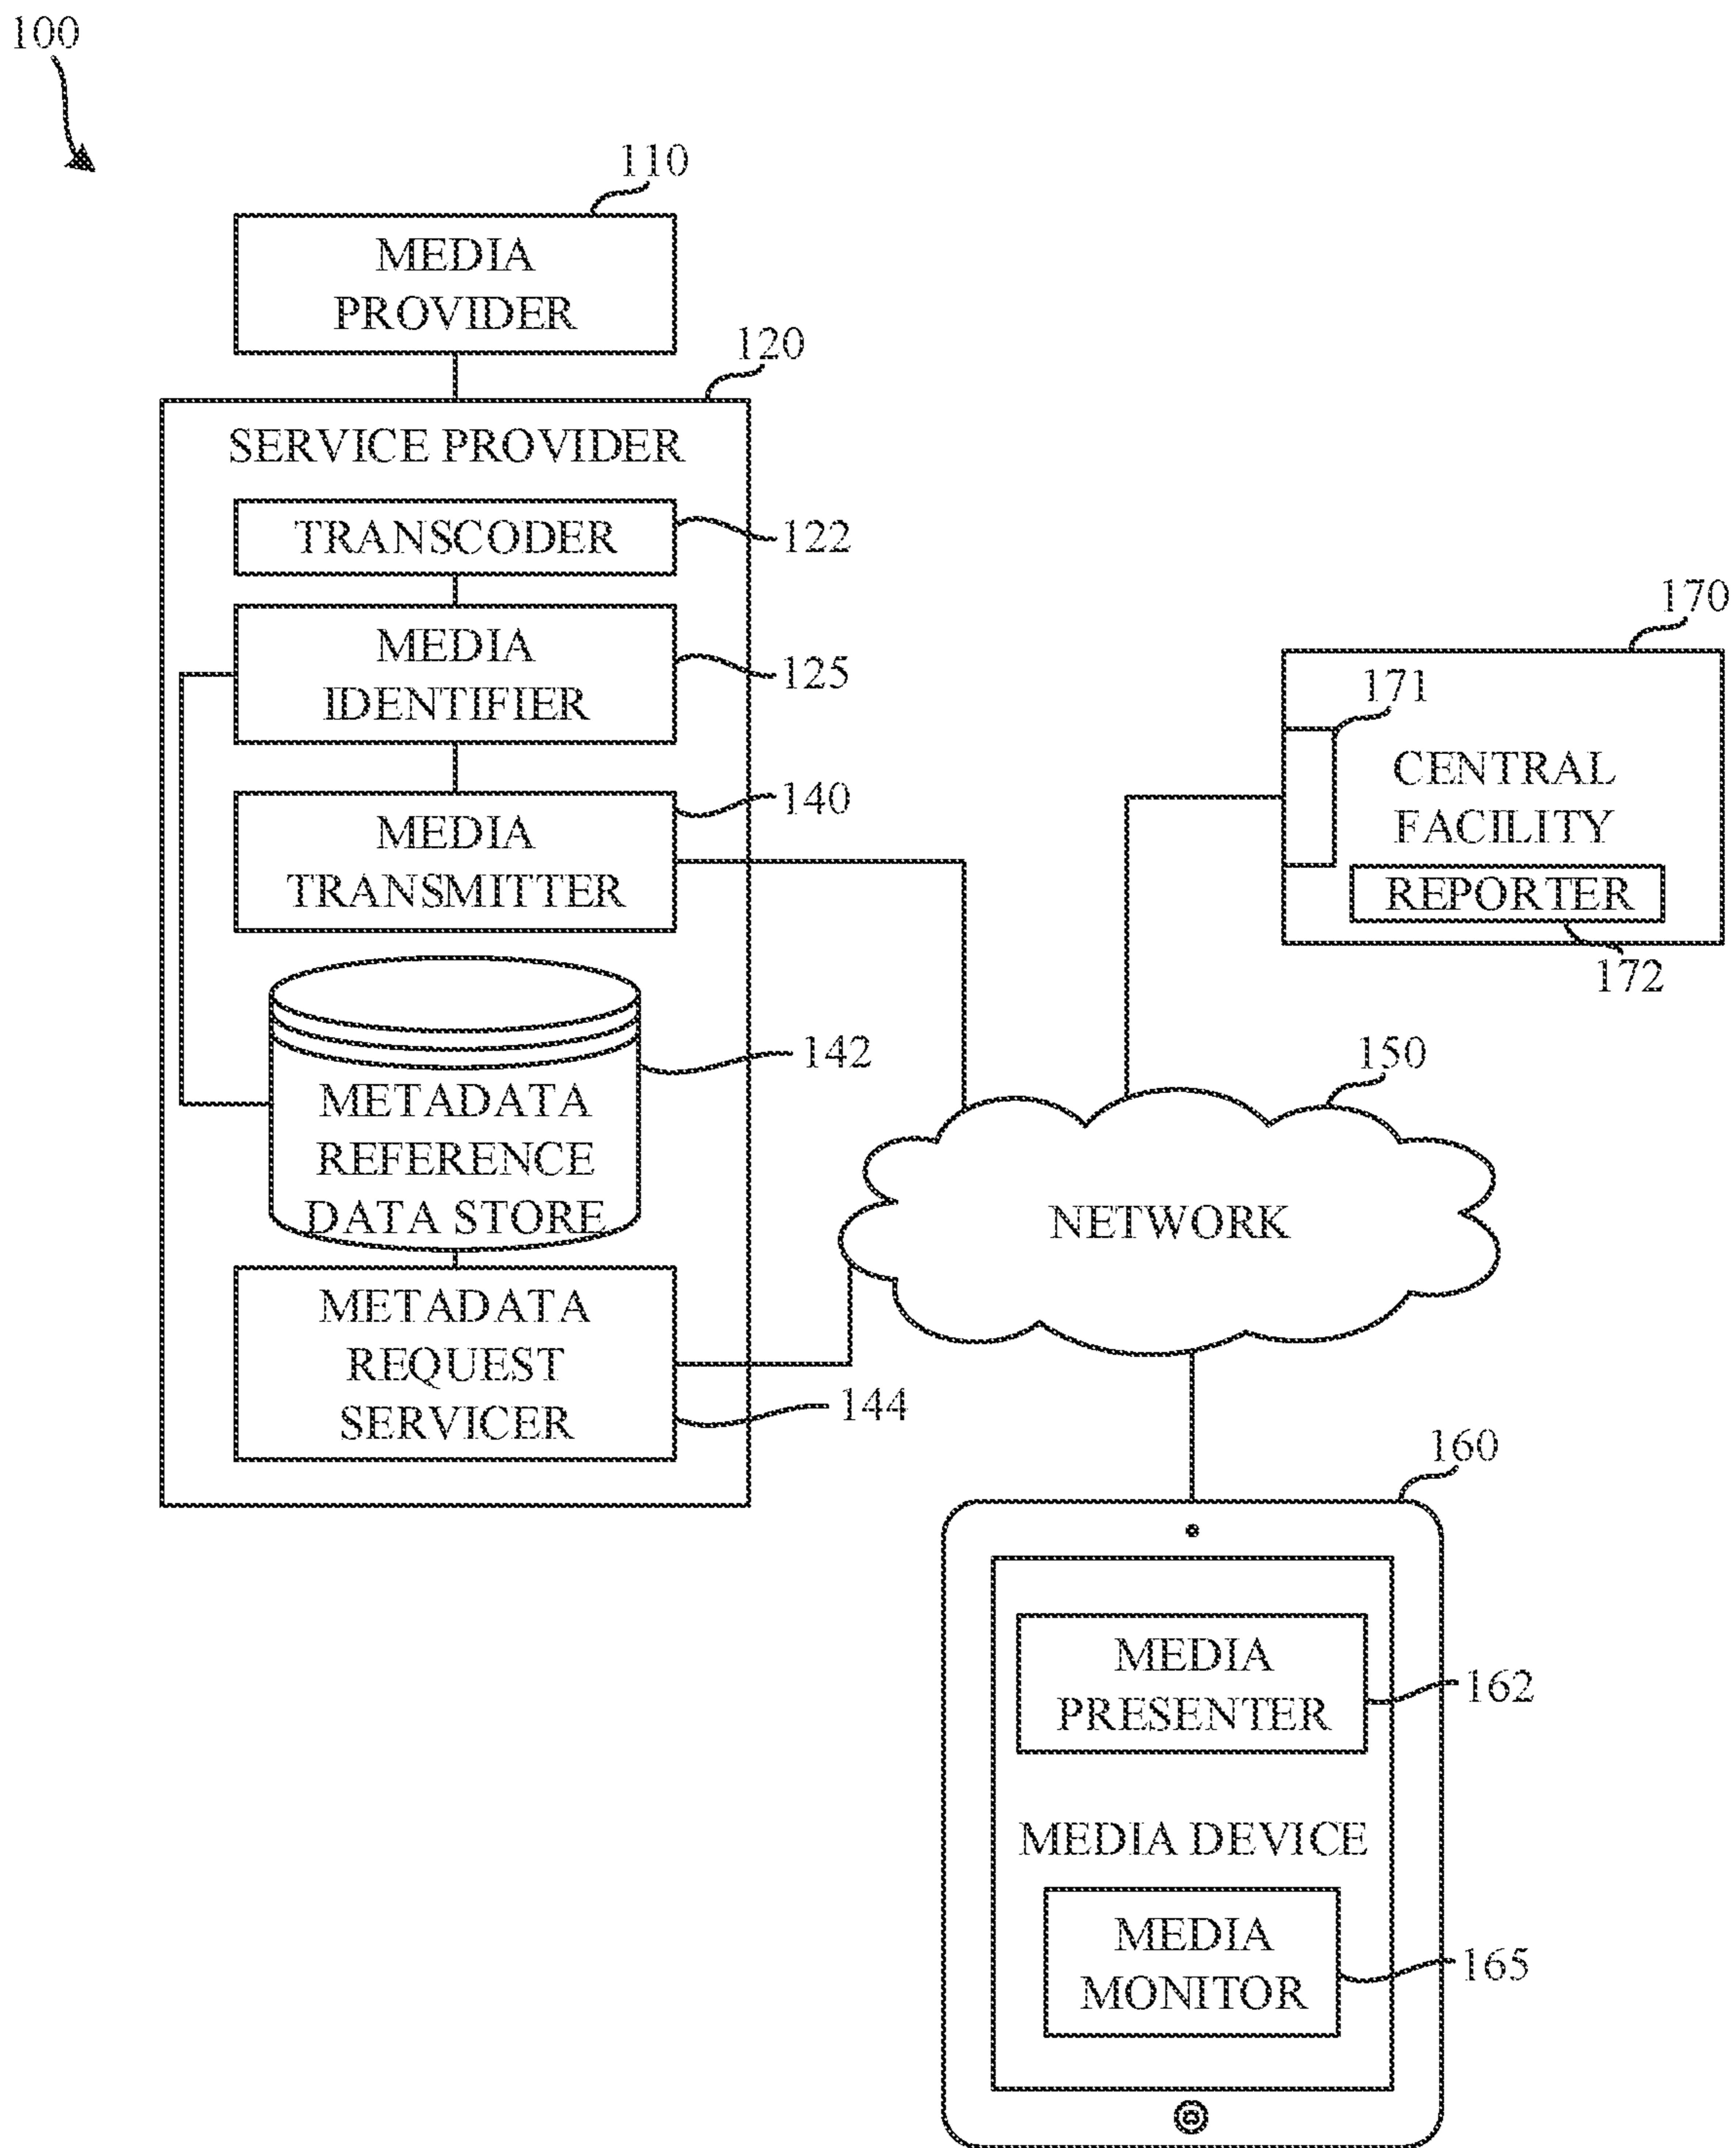 100
110
MEDIA
PROVIDER
120
SERVICE PROVIDER
TRANSCODER
122
MEDIA
IDENTIFIER
125
MEDIA
TRANSMITTER
140
METADATA
REFERENCE
DATA STORE
142
METADATA
REQUEST
SERVICER
144
170
171
CENTRAL
FACILITY
REPORTER
172
150
NETWORK
160
MEDIA
PRESENTER
162
MEDIA DEVICE
MEDIA
MONITOR
165